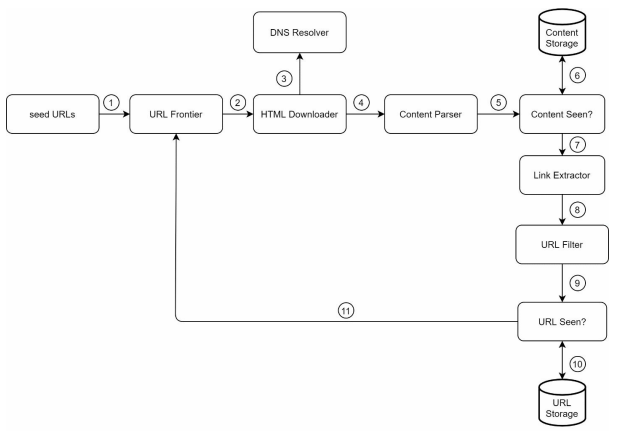 DNS Resolver
Content
Storage
3
6
1
2
4
5
seed URLs
URL Frontier
HTML Downloader
Content Parser
Content Seen?
7
Link Extractor
8
URL Filter
9
11
URL Seen?
10
URL
Storage